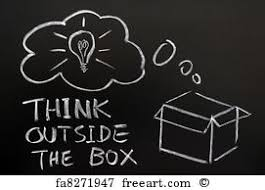 THINK
OUTSIDE
THE BOX
fa8271947 freeart.com